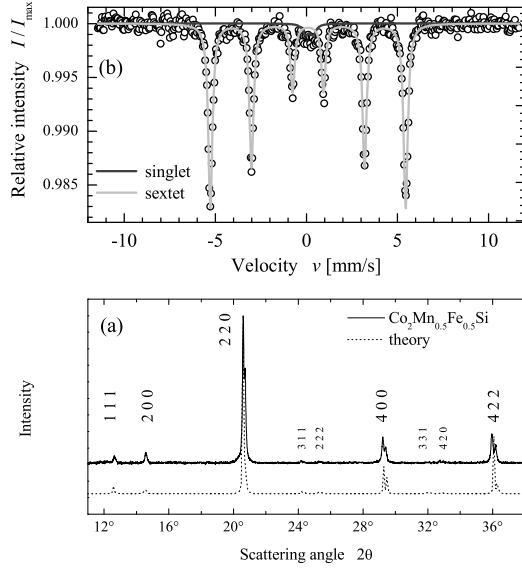 Relative intensity I / I_max
1.000
0.995
0.990
0.985
(b)
singlet
sextet
-10 -5 0 5 10
Velocity v [mm/s]
(a)
Co₂Mn₀.₅Fe₀.₅Si
theory
Intensity
1 1 1
2 0 0
2 2 0
3 1 1
2 2 2
4 0 0
3 3 1
4 2 0
4 2 2
12° 16° 20° 24° 28° 32° 36°
Scattering angle 2θ